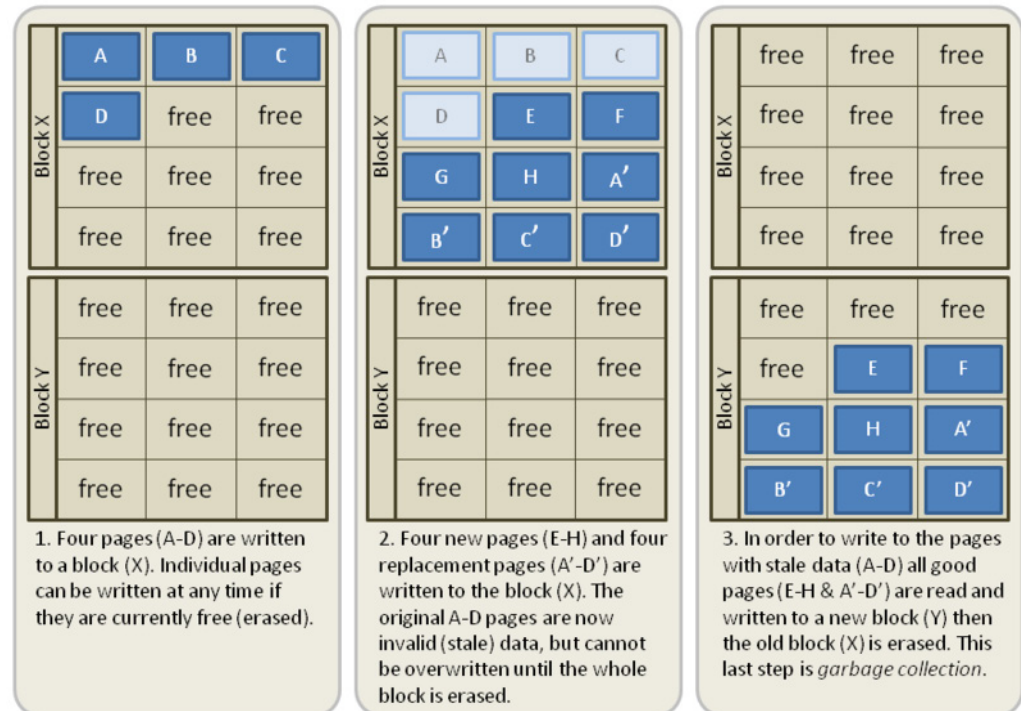 Block X
A B C
D free free
free free free
free free free
Block Y
free free free
free free free
free free free
free free free
1. Four pages (A-D) are written
to a block (X). Individual pages
can be written at any time if
they are currently free (erased).
Block X
A B C
D E F
G H A'
B' C' D'
Block Y
free free free
free free free
free free free
free free free
2. Four new pages (E-H) and four
replacement pages (A'-D') are
written to the block (X). The
original A-D pages are now
invalid (stale) data, but cannot
be overwritten until the whole
block is erased.
Block X
free free free
free free free
free free free
free free free
Block Y
free free free
free E F
G H A'
B' C' D'
3. In order to write to the pages
with stale data (A-D) all good
pages (E-H & A'-D') are read and
written to a new block (Y) then
the old block (X) is erased. This
last step is garbage collection.